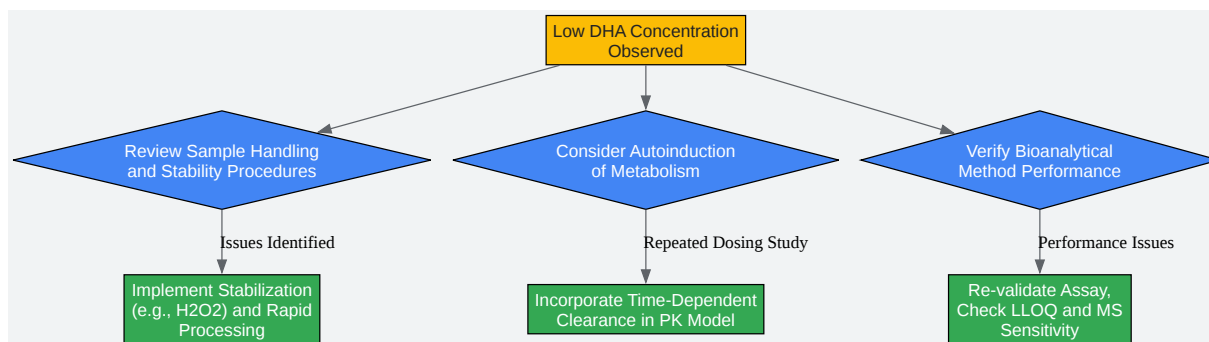 Low DHA Concentration
Observed
Review Sample Handling
and Stability Procedures
Consider Autoinduction
of Metabolism
Verify Bioanalytical
Method Performance
Issues Identified
Repeated Dosing Study
Performance Issues
Implement Stabilization
(e.g., H2O2) and Rapid
Processing
Incorporate Time-Dependent
Clearance in PK Model
Re-validate Assay,
Check LLOQ and MS
Sensitivity